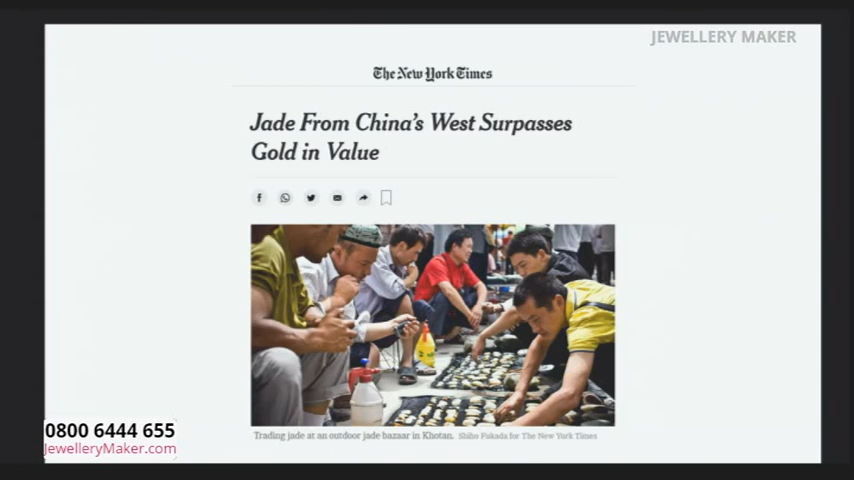 JEWELLERY MAKER
The New York Times
Jade From China's West Surpasses
Gold in Value
Trading jade at an outdoor jade bazaar in Khotan. Shiho Fukada for The New York Times
0800 6444 655
JewelleryMaker.com